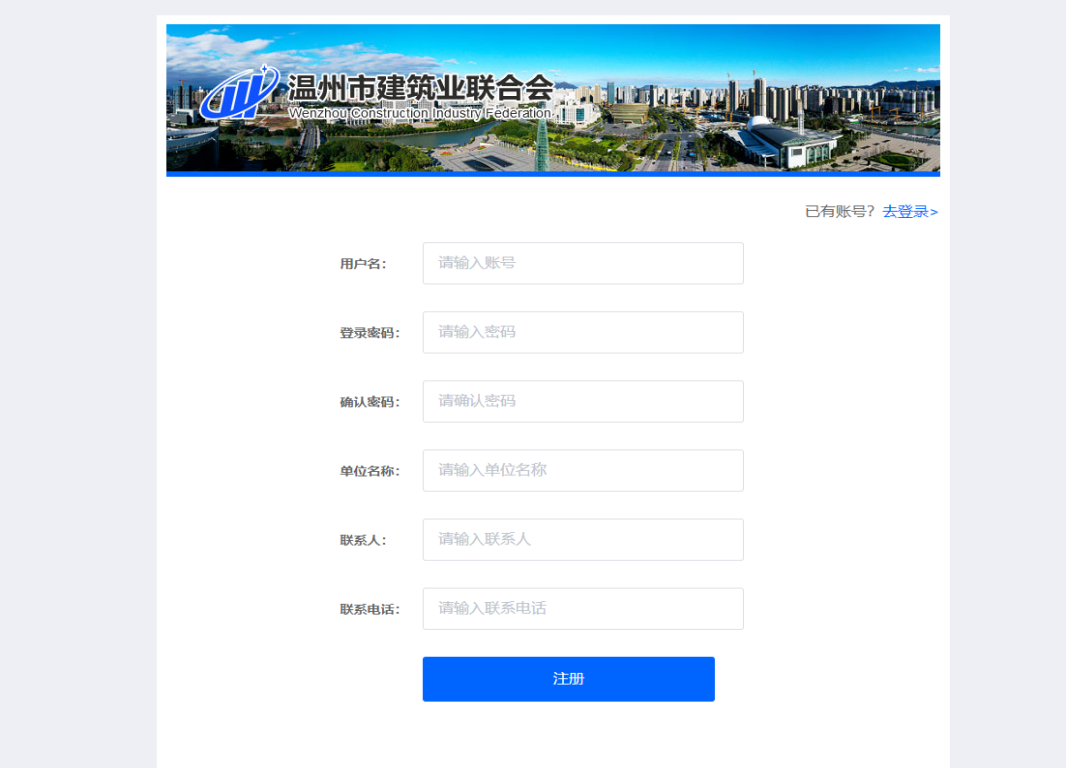 温州市建筑业联合会
Wenzhou Construction Industry Federation
已有账号？去登录>
用户名： 请输入账号
登录密码： 请输入密码
确认密码： 请确认密码
单位名称： 请输入单位名称
联系人： 请输入联系人
联系电话： 请输入联系电话
注册